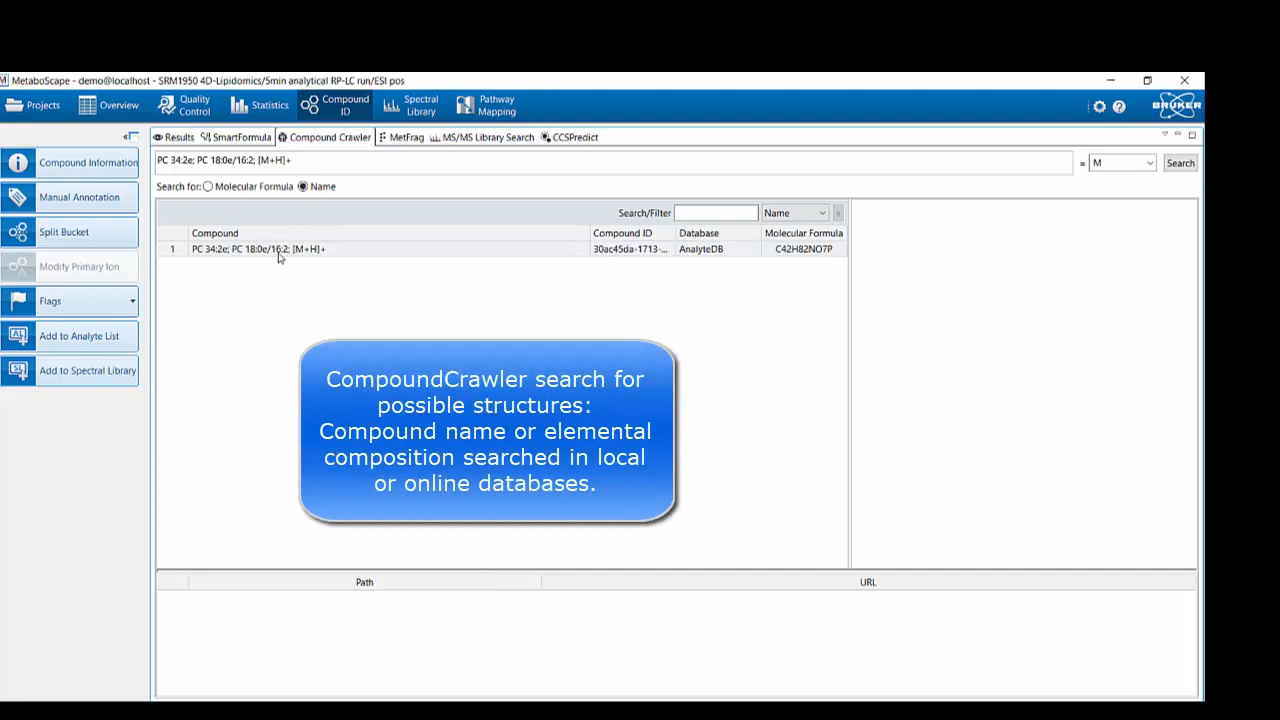 MetaboScape - demo@localhost - SRM1950 4D-Lipidomics/5min analytical RP-LC run/ESI pos
Projects
Overview
Quality
Control
Statistics
Compound
ID
Spectral
Library
Pathway
Mapping
BRUKER
Results
SmartFormula
Compound Crawler
MetFrag
MS/MS Library Search
CCSPredict
Compound Information
Manual Annotation
Split Bucket
Modify Primary Ion
Flags
Add to Analyte List
Add to Spectral Library
PC 34:2e; PC 18:0e/16:2; [M+H]+
= M Search
Search for: Molecular Formula Name
Search/Filter Name x
Compound Compound ID Database Molecular Formula
1 PC 34:2e; PC 18:0e/16:2; [M+H]+ 30ac45da-1713-... AnalyteDB C42H82NO7P
CompoundCrawler search for
possible structures:
Compound name or elemental
composition searched in local
or online databases.
Path URL